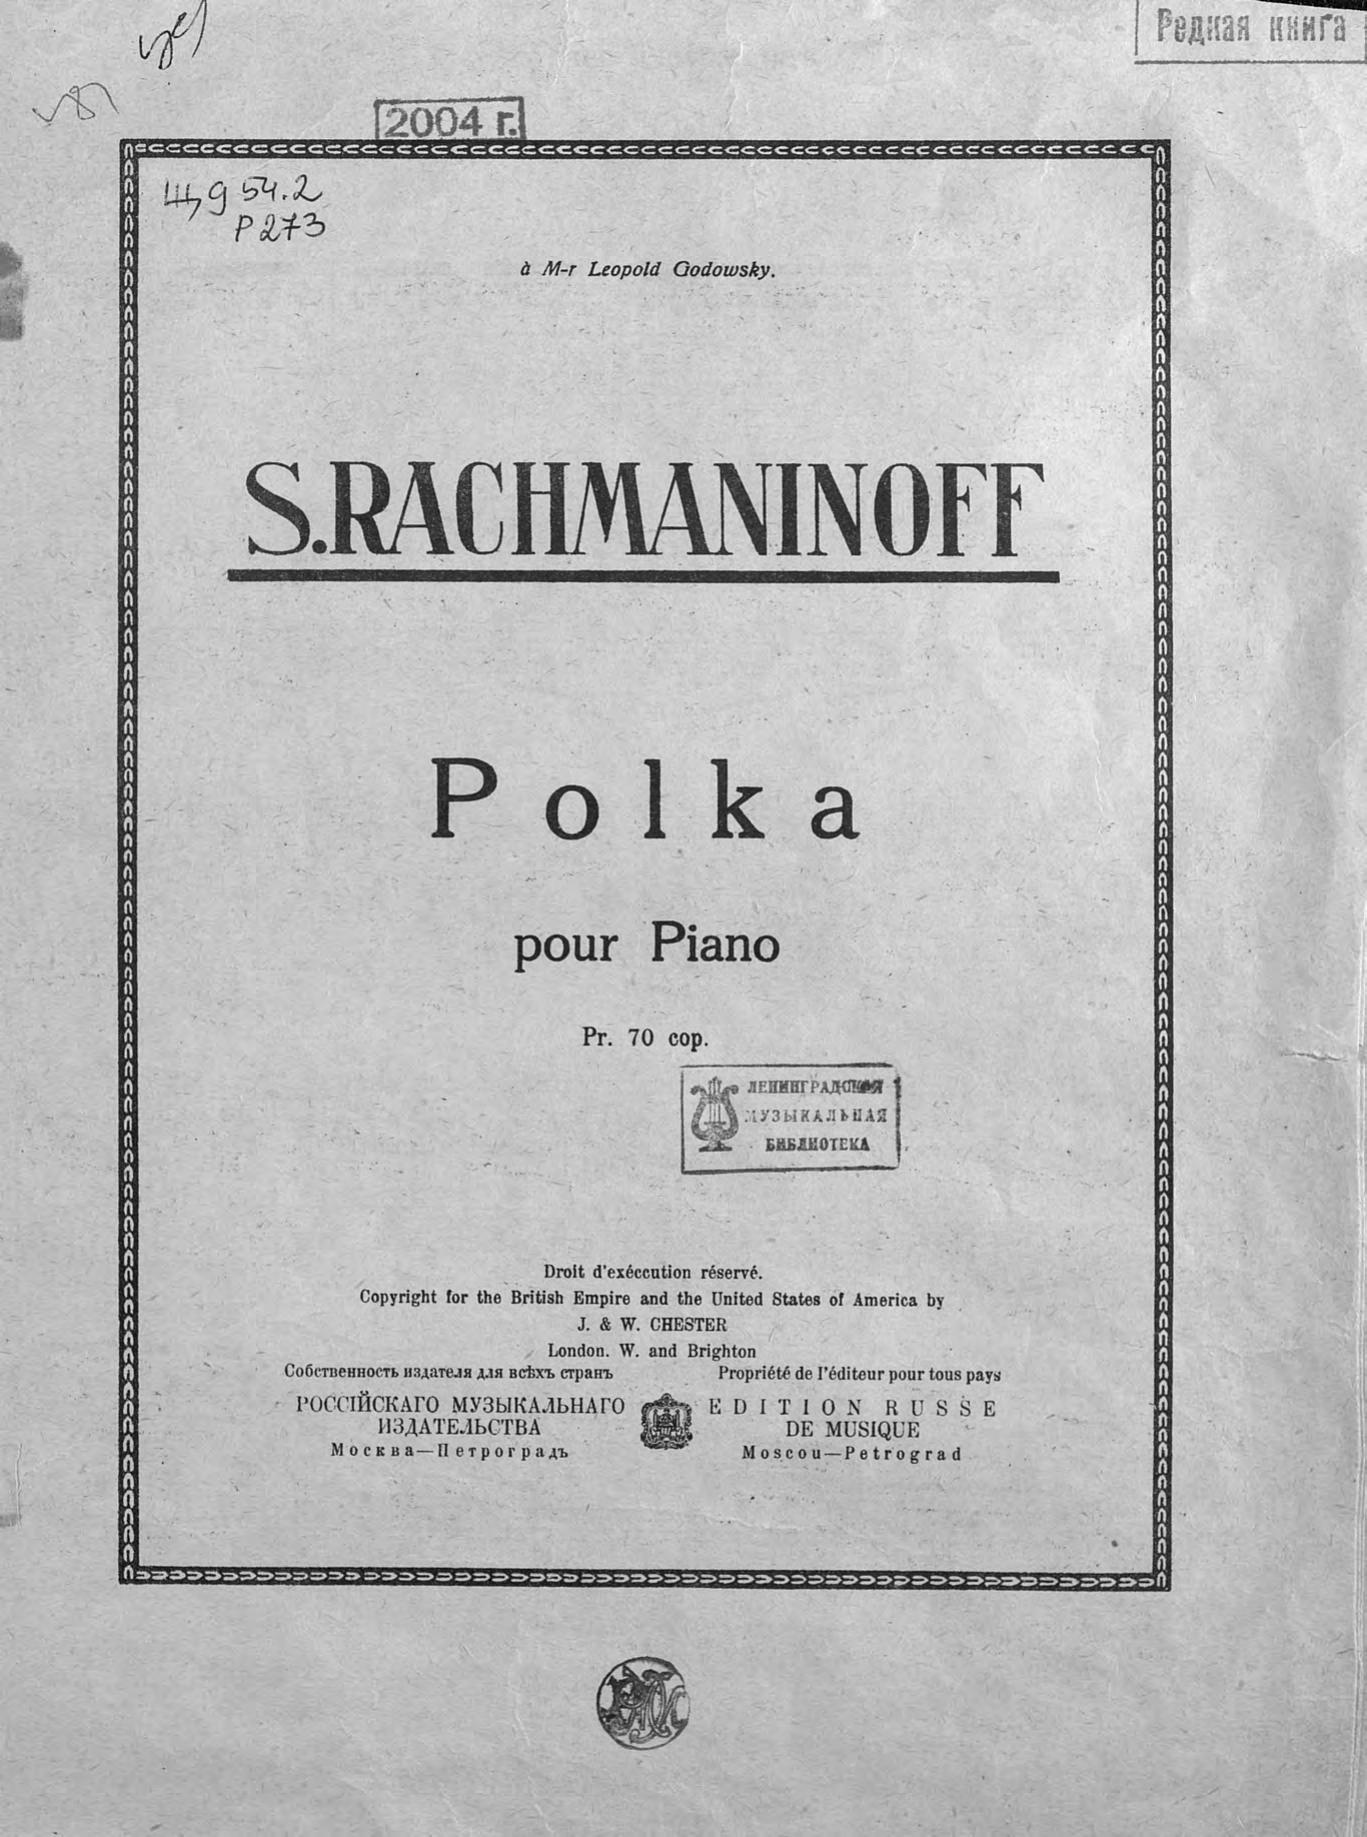 Редкая книга
2004 г.
Щ9 54.2
Р273
à M-r Leopold Godowsky.
S.RACHMANINOFF
Polka
pour Piano
Pr. 70 cop.
ЛЕНИНГРАДСКАЯ
МУЗЫКАЛЬНАЯ
БИБЛИОТЕКА
Droit d'exéccution réservé.
Copyright for the British Empire and the United States of America by
J. & W. CHESTER
London. W. and Brighton
Собственность издателя для всѣхъ странъ
РОССІЙСКАГО МУЗЫКАЛЬНАГО
ИЗДАТЕЛЬСТВА
Москва—Петроградъ
Propriété de l'éditeur pour tous pays
EDITION RUSSE
DE MUSIQUE
Moscou—Petrograd